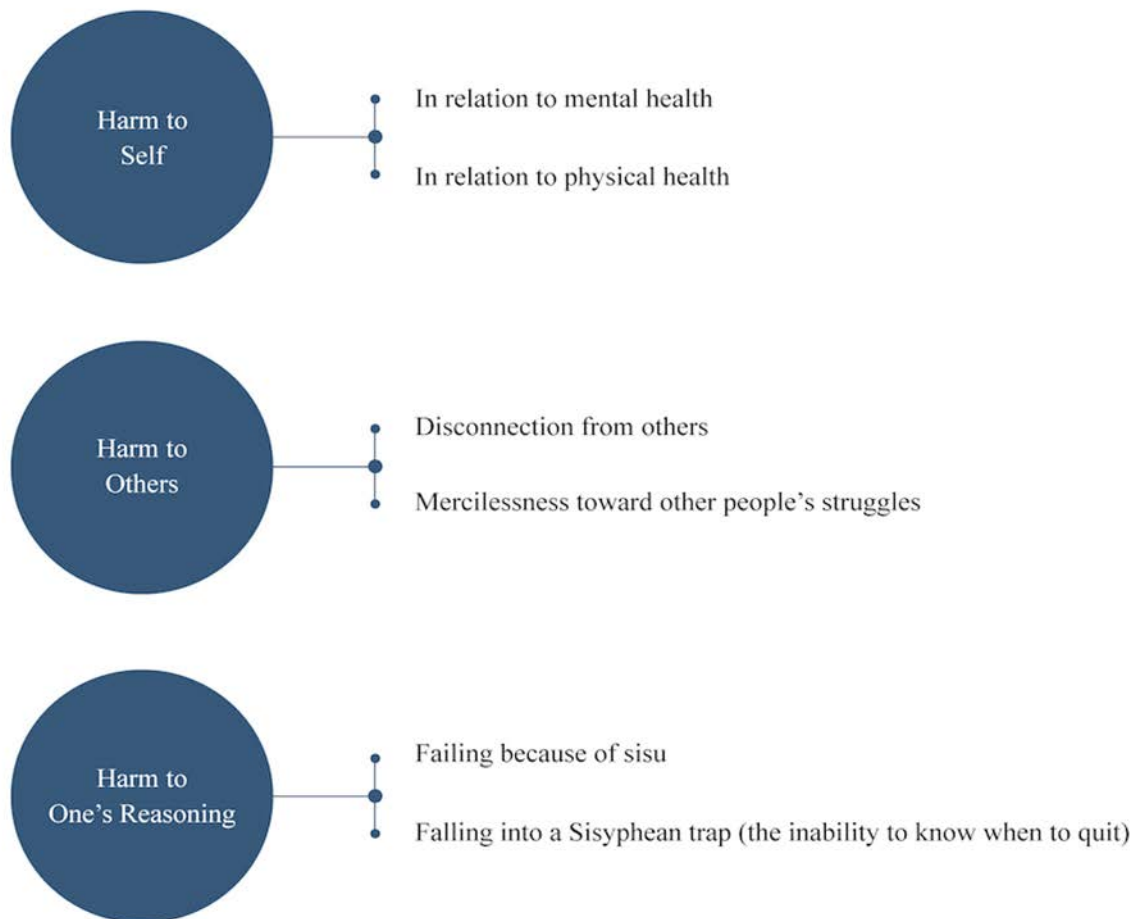 Harm to
Self
In relation to mental health
In relation to physical health
Harm to
Others
Disconnection from others
Mercilessness toward other people’s struggles
Harm to
One’s Reasoning
Failing because of sisu
Falling into a Sisyphean trap (the inability to know when to quit)